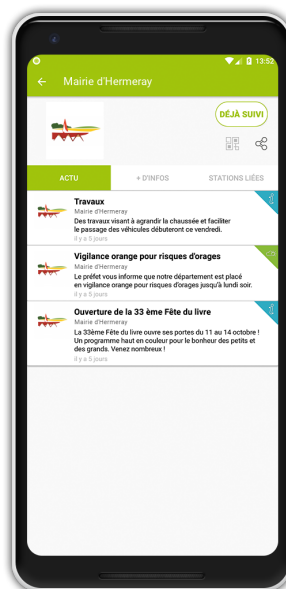 13:52
Mairie d'Hermeray
DÉJÀ SUIVI
ACTU + D'INFOS STATIONS LIÉES
Travaux
Mairie d'Hermeray
Des travaux visant à agrandir la chaussée et faciliter
le passage des véhicules débuteront ce vendredi.
il y a 5 jours
Vigilance orange pour risques d'orages
Mairie d'Hermeray
Le préfet vous informe que notre département est placé
en vigilance orange pour risques d'orages jusqu'à lundi soir.
il y a 5 jours
Ouverture de la 33 ème Fête du livre
Mairie d'Hermeray
La 33ème Fête du livre ouvre ses portes du 11 au 14 octobre !
Un programme haut en couleur pour le bonheur des petits et
des grands. Venez nombreux !
il y a 5 jours